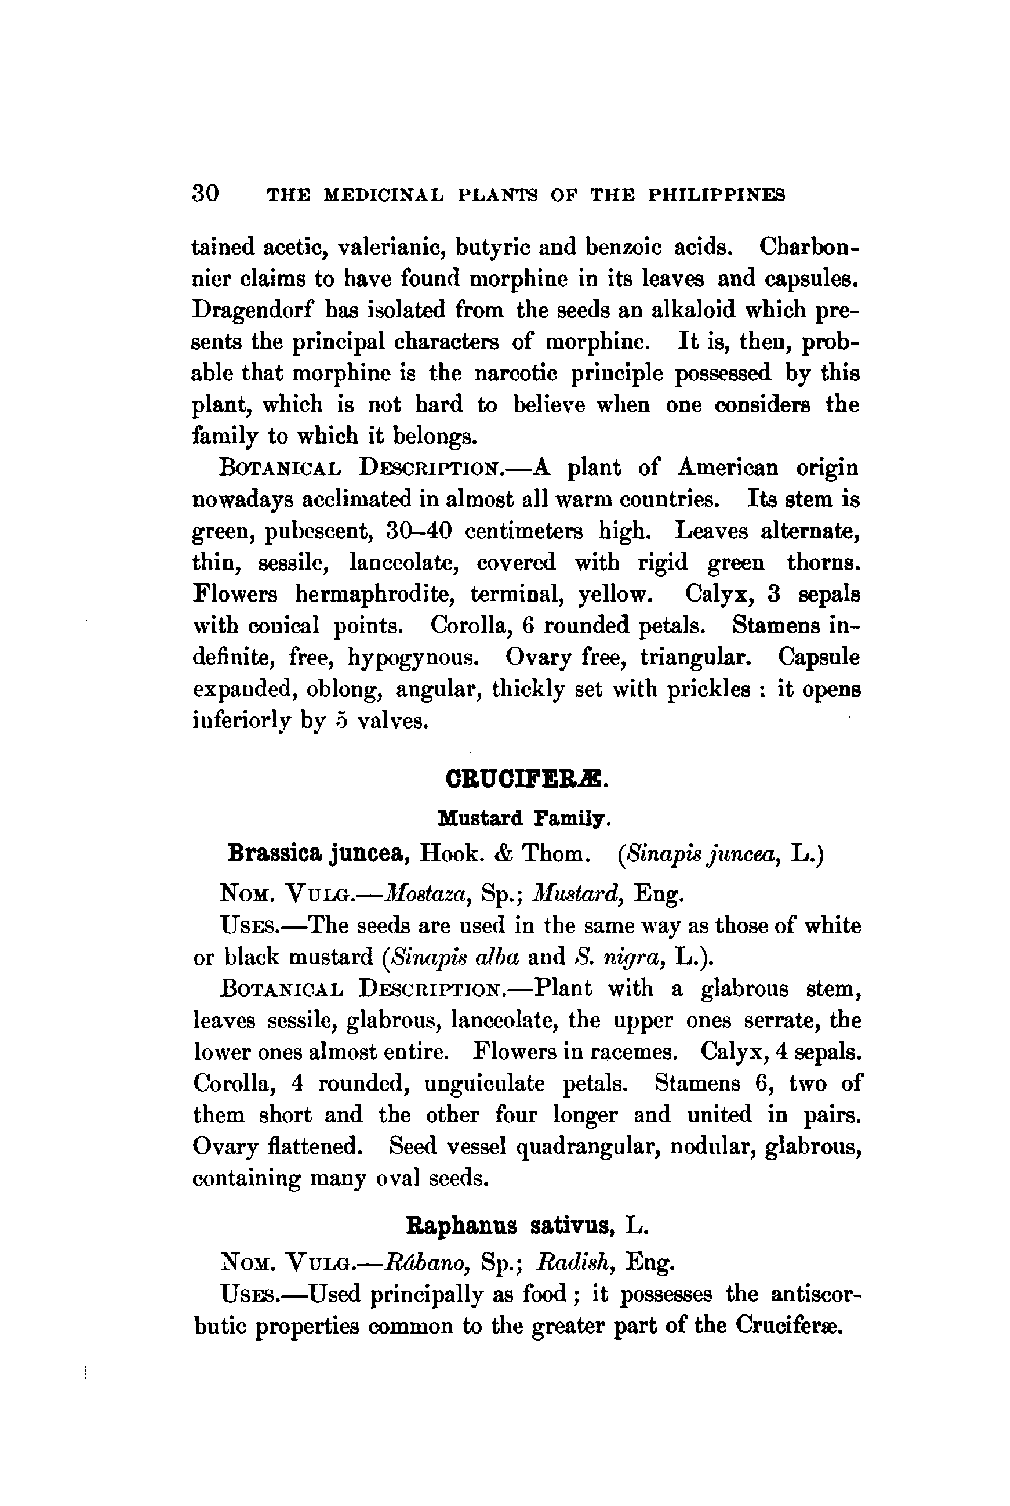 30 THE MEDICINAL PLANTS OF THE PHILIPPINES
tained acetic, valerianic, butyric and benzoic acids. Charbon-
nier claims to have found morphine in its leaves and capsules.
Dragendorf has isolated from the seeds an alkaloid which pre-
sents the principal characters of morphine. It is, then, prob-
able that morphine is the narcotic principle possessed by this
plant, which is not hard to believe when one considers the
family to which it belongs.
BOTANICAL DESCRIPTION.—A plant of American origin
nowadays acclimated in almost all warm countries. Its stem is
green, pubescent, 30–40 centimeters high. Leaves alternate,
thin, sessile, lanceolate, covered with rigid green thorns.
Flowers hermaphrodite, terminal, yellow. Calyx, 3 sepals
with conical points. Corolla, 6 rounded petals. Stamens in-
definite, free, hypogynous. Ovary free, triangular. Capsule
expanded, oblong, angular, thickly set with prickles : it opens
inferiorly by 5 valves.
CRUCIFERÆ.
Mustard Family.
Brassica juncea, Hook. & Thom. (Sinapis juncea, L.)
NOM. VULG.—Mostaza, Sp.; Mustard, Eng.
USES.—The seeds are used in the same way as those of white
or black mustard (Sinapis alba and S. nigra, L.).
BOTANICAL DESCRIPTION.—Plant with a glabrous stem,
leaves sessile, glabrous, lanceolate, the upper ones serrate, the
lower ones almost entire. Flowers in racemes. Calyx, 4 sepals.
Corolla, 4 rounded, unguiculate petals. Stamens 6, two of
them short and the other four longer and united in pairs.
Ovary flattened. Seed vessel quadrangular, nodular, glabrous,
containing many oval seeds.
Raphanus sativus, L.
NOM. VULG.—Rábano, Sp.; Radish, Eng.
USES.—Used principally as food ; it possesses the antiscor-
butic properties common to the greater part of the Cruciferæ.